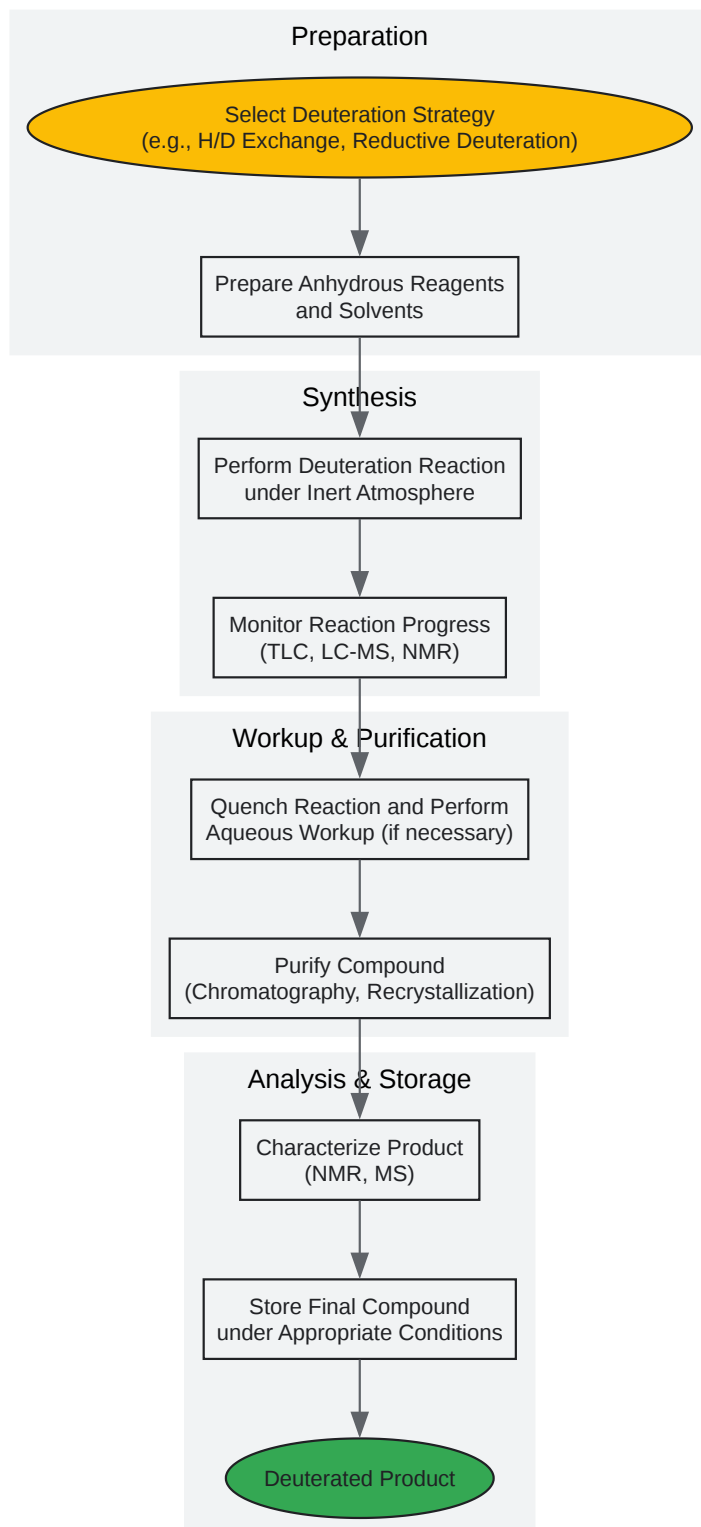 Preparation
Select Deuteration Strategy
(e.g., H/D Exchange, Reductive Deuteration)
Prepare Anhydrous Reagents
and Solvents
Synthesis
Perform Deuteration Reaction
under Inert Atmosphere
Monitor Reaction Progress
(TLC, LC-MS, NMR)
Workup & Purification
Quench Reaction and Perform
Aqueous Workup (if necessary)
Purify Compound
(Chromatography, Recrystallization)
Analysis & Storage
Characterize Product
(NMR, MS)
Store Final Compound
under Appropriate Conditions
Deuterated Product